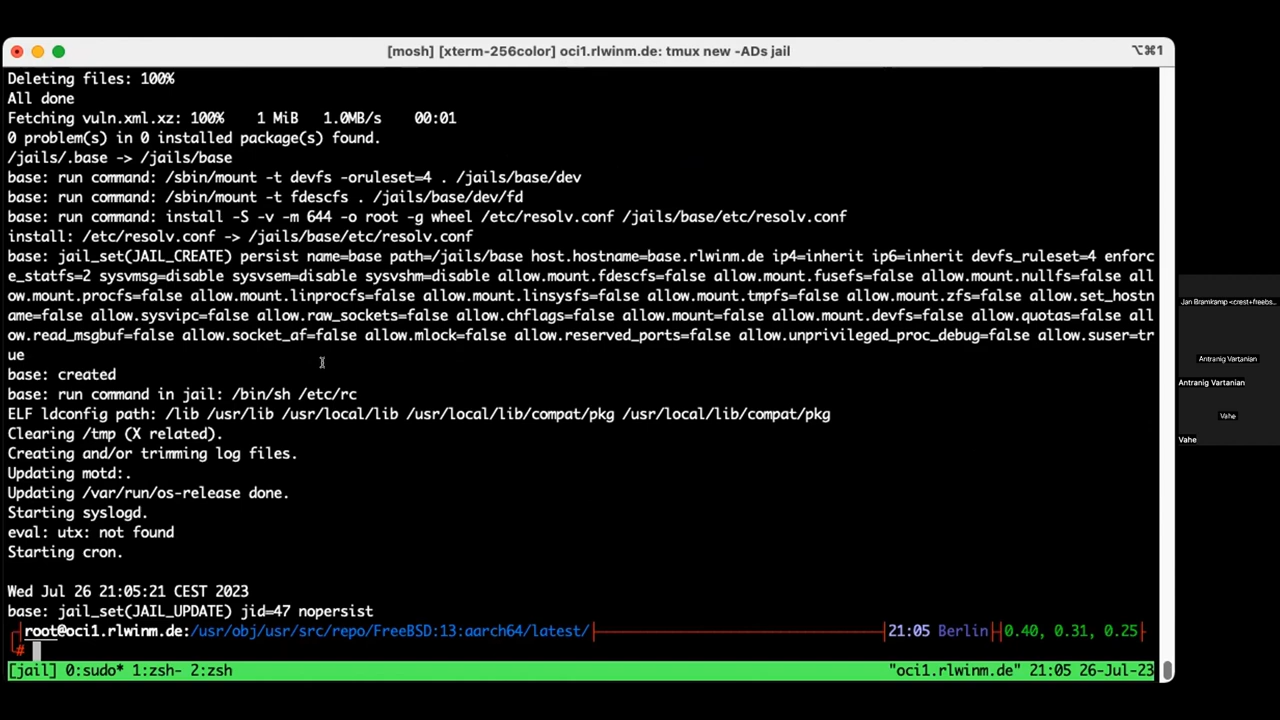 [mosh] [xterm-256color] oci1.rlwinm.de: tmux new -ADs jail
⌥⌘1
Deleting files: 100%
All done
Fetching vuln.xml.xz: 100%    1 MiB   1.0MB/s    00:01
0 problem(s) in 0 installed package(s) found.
/jails/.base -> /jails/base
base: run command: /sbin/mount -t devfs -oruleset=4 . /jails/base/dev
base: run command: /sbin/mount -t fdescfs . /jails/base/dev/fd
base: run command: install -S -v -m 644 -o root -g wheel /etc/resolv.conf /jails/base/etc/resolv.conf
install: /etc/resolv.conf -> /jails/base/etc/resolv.conf
base: jail_set(JAIL_CREATE) persist name=base path=/jails/base host.hostname=base.rlwinm.de ip4=inherit ip6=inherit devfs_ruleset=4 enforc
e_statfs=2 sysvmsg=disable sysvsem=disable sysvshm=disable allow.mount.fdescfs=false allow.mount.fusefs=false allow.mount.nullfs=false all
ow.mount.procfs=false allow.mount.linprocfs=false allow.mount.linsysfs=false allow.mount.tmpfs=false allow.mount.zfs=false allow.set_hostn
ame=false allow.sysvipc=false allow.raw_sockets=false allow.chflags=false allow.mount=false allow.mount.devfs=false allow.quotas=false all
ow.read_msgbuf=false allow.socket_af=false allow.mlock=false allow.reserved_ports=false allow.unprivileged_proc_debug=false allow.suser=tr
ue
base: created
base: run command in jail: /bin/sh /etc/rc
ELF ldconfig path: /lib /usr/lib /usr/local/lib /usr/local/lib/compat/pkg /usr/local/lib/compat/pkg
Clearing /tmp (X related).
Creating and/or trimming log files.
Updating motd:.
Updating /var/run/os-release done.
Starting syslogd.
eval: utx: not found
Starting cron.
Wed Jul 26 21:05:21 CEST 2023
base: jail_set(JAIL_UPDATE) jid=47 nopersist
root@oci1.rlwinm.de:/usr/obj/usr/src/repo/FreeBSD:13:aarch64/latest/ 21:05 Berlin 0.40, 0.31, 0.25
#
[jail] 0:sudo* 1:zsh- 2:zsh "oci1.rlwinm.de" 21:05 26-Jul-23
Jan Bramkamp <crest+freebs...
Antranig Vartanian
Antranig Vartanian
Vahe
Vahe